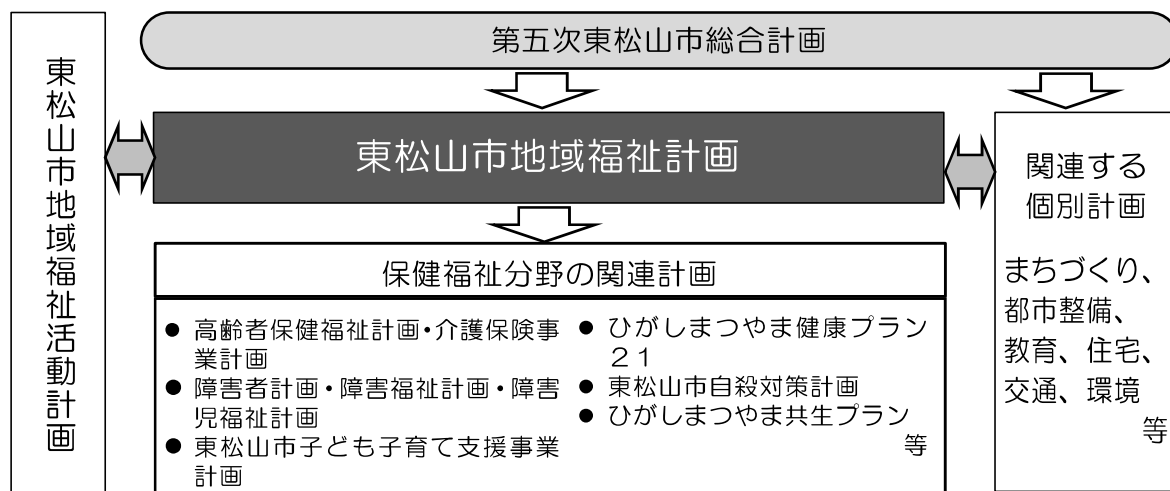 第五次東松山市総合計画
東松山市地域福祉活動計画
東松山市地域福祉計画
保健福祉分野の関連計画
● 高齢者保健福祉計画・介護保険事
業計画
● 障害者計画・障害福祉計画・障害
児福祉計画
● 東松山市子ども子育て支援事業
計画
● ひがしまつやま健康プラン
２１
● 東松山市自殺対策計画
● ひがしまつやま共生プラン
等
関連する
個別計画
まちづくり、
都市整備、
教育、住宅、
交通、環境
等